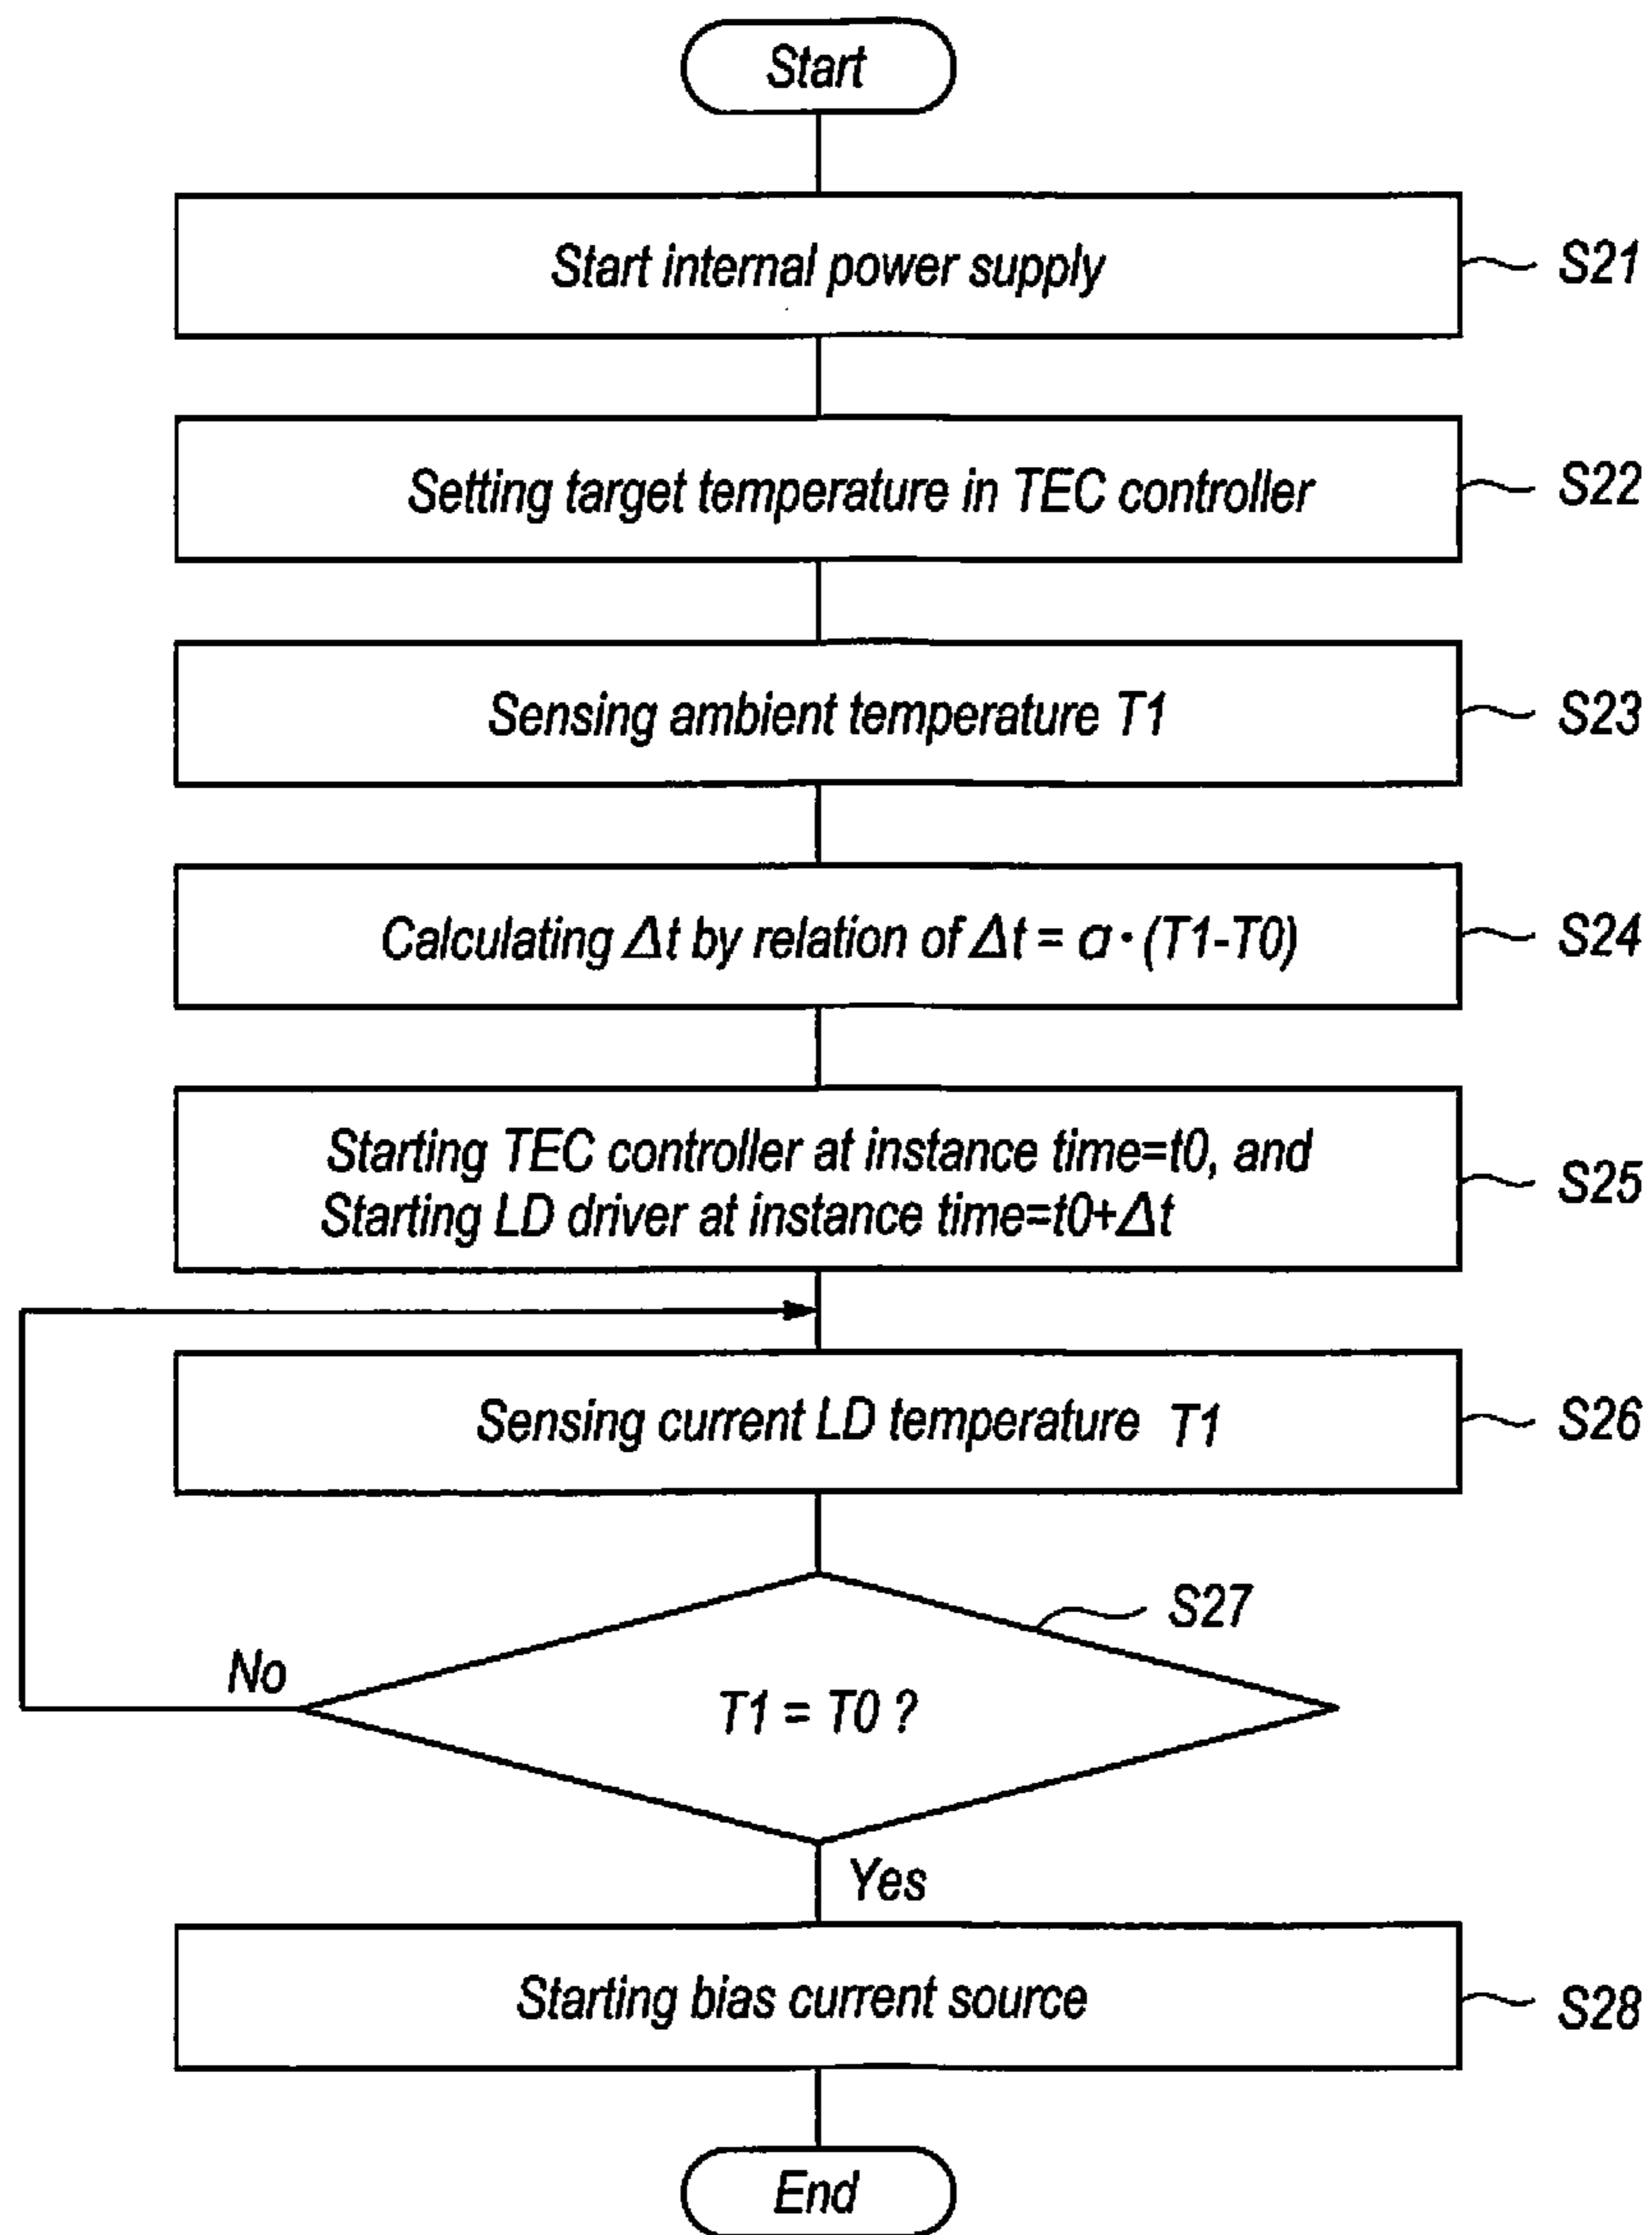 Start
Start internal power supply
S21
Setting target temperature in TEC controller
S22
Sensing ambient temperature T1
S23
Calculating Δt by relation of Δt = α · (T1-T0)
S24
Starting TEC controller at instance time=t0, and
Starting LD driver at instance time=t0+Δt
S25
Sensing current LD temperature T1
S26
S27
No
T1 = T0 ?
Yes
Starting bias current source
S28
End